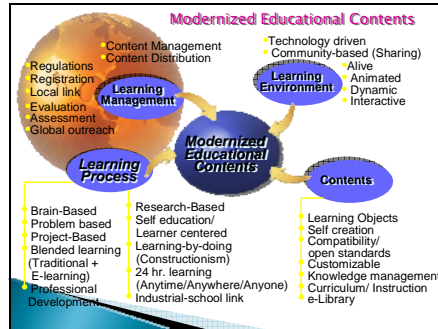 Modernized Educational Contents
Content Management
Content Distribution
Technology driven
Community-based (Sharing)
Regulations
Registration
Local link
Evaluation
Assessment
Global outreach
Learning
Management
Learning
Environment
Alive
Animated
Dynamic
Interactive
Modernized
Educational
Contents
Learning
Process
Contents
Brain-Based
Problem based
Project-Based
Blended learning
(Traditional +
E-learning)
Professional
Development
Research-Based
Self education/
Learner centered
Learning-by-doing
(Constructionism)
24 hr. learning
(Anytime/Anywhere/Anyone)
Industrial-school link
Learning Objects
Self creation
Compatibility/
open standards
Customizable
Knowledge management
Curriculum/ Instruction
e-Library